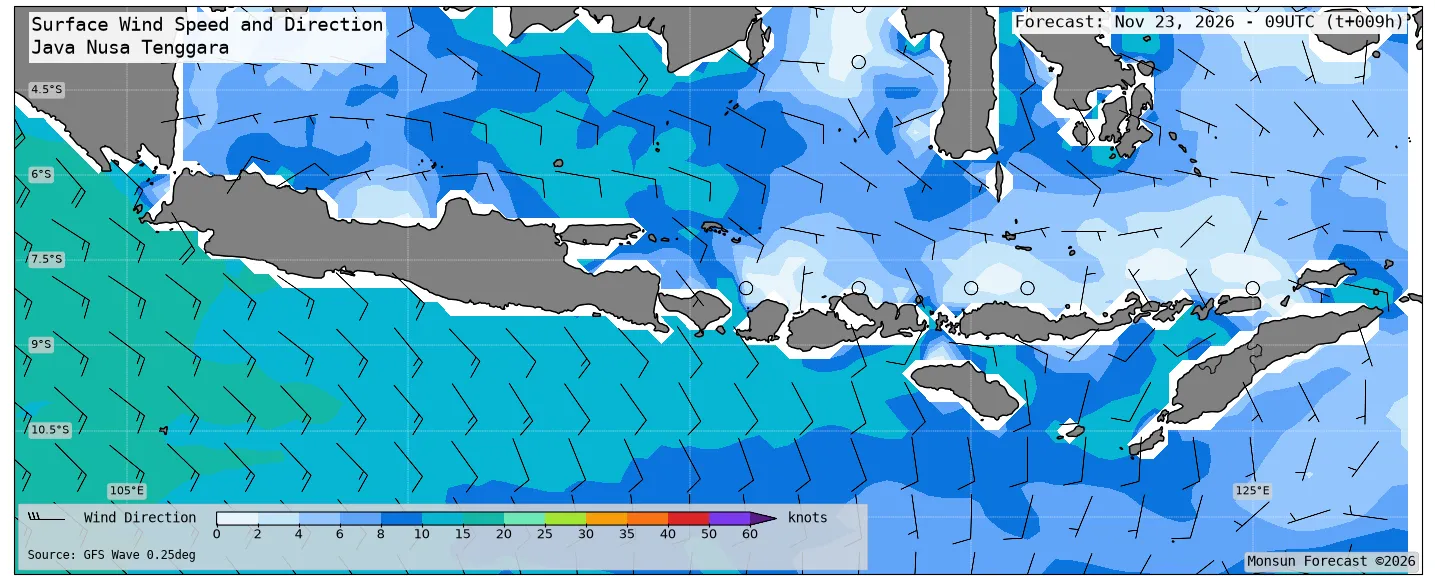 Surface Wind Speed and Direction
Java Nusa Tenggara
Forecast: Nov 23, 2026 - 09UTC (t+009h)
4.5°S
6°S
7.5°S
9°S
10.5°S
105°E
125°E
Wind Direction
0 2 4 6 8 10 15 20 25 30 35 40 50 60
knots
Source: GFS Wave 0.25deg
Monsun Forecast ©2026